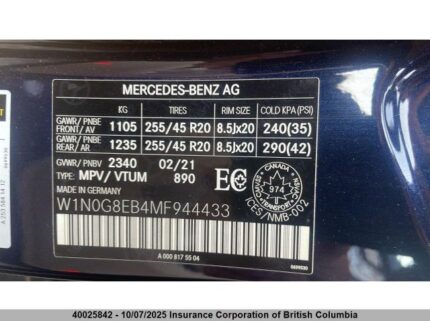 MERCEDES-BENZ AG
KG TIRES RIM SIZE COLD KPA (PSI)
GAWR/ PNBE FRONT/ AV 1105 255/45 R20 8.5Jx20 240(35)
GAWR/ PNBE REAR/ AR 1235 255/45 R20 8.5Jx20 290(42)
GVWR/ PNBV 2340 02/21
TYPE: MPV/ VTUM 890
EC
CANADA
974
TRANSPORT
ICES/NMB-002
W1N0G8EB4MF944433
A 000 817 55 04
40025842 - 10/07/2025 Insurance Corporation of British Columbia